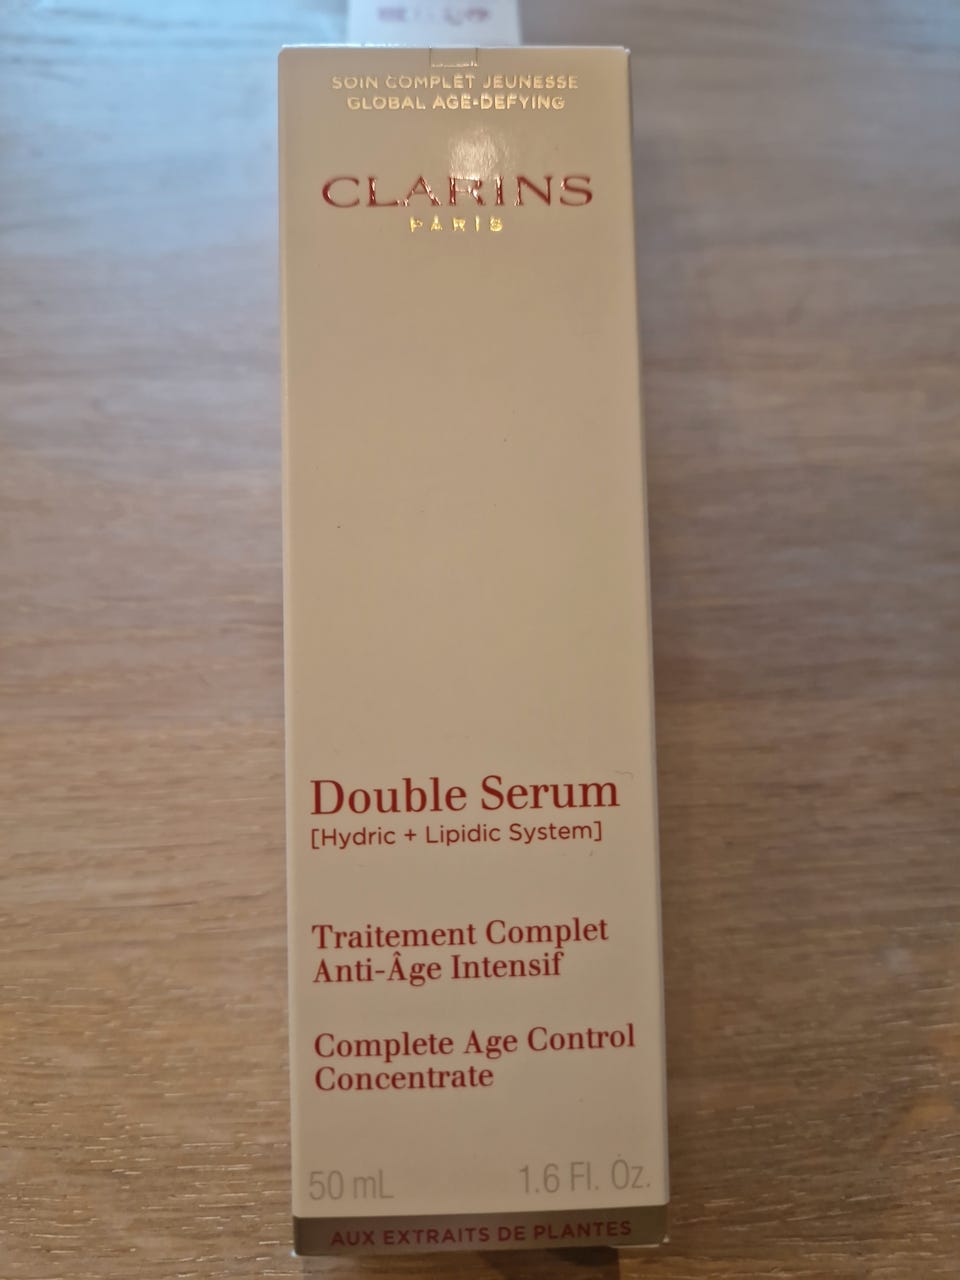 SOIN COMPLET JEUNESSE
GLOBAL AGE-DEFYING
CLARINS
PARIS
Double Serum
[Hydric + Lipidic System]
Traitement Complet
Anti-Âge Intensif
Complete Age Control
Concentrate
50 mL 1.6 Fl. Oz.
AUX EXTRAITS DE PLANTES